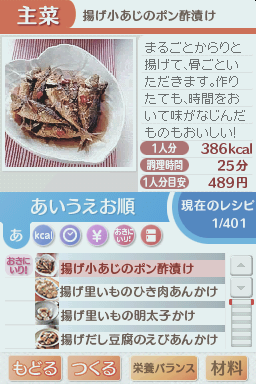 主菜 揚げ小あじのポン酢漬け
まるごとからりと
揚げて、骨ごとい
ただきます。作り
たても、時間をお
いて味がなじんだ
ものもおいしい!
1人分 386kcal
調理時間 25分
1人分目安 489円
あいうえお順
現在のレシピ
1/401
あ kcal ¥ おきにいり!
おきにいり! 揚げ小あじのポン酢漬け
揚げ里いものひき肉あんかけ
揚げ里いもの明太子かけ
揚げだし豆腐のえびあんかけ
もどる つくる 栄養バランス 材料